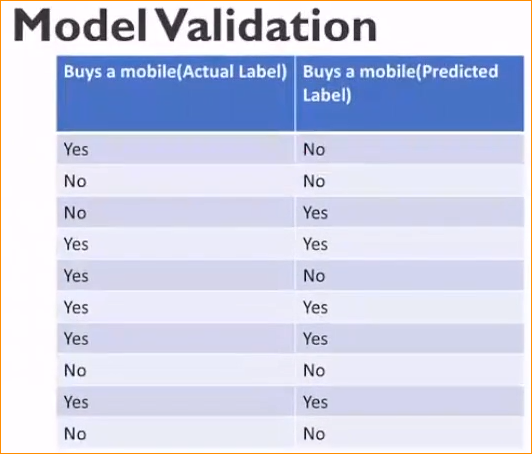 Model Validation
Buys a mobile(Actual Label) Buys a mobile(Predicted
Label)
Yes No
No No
No Yes
Yes Yes
Yes No
Yes Yes
Yes Yes
No No
Yes Yes
No No